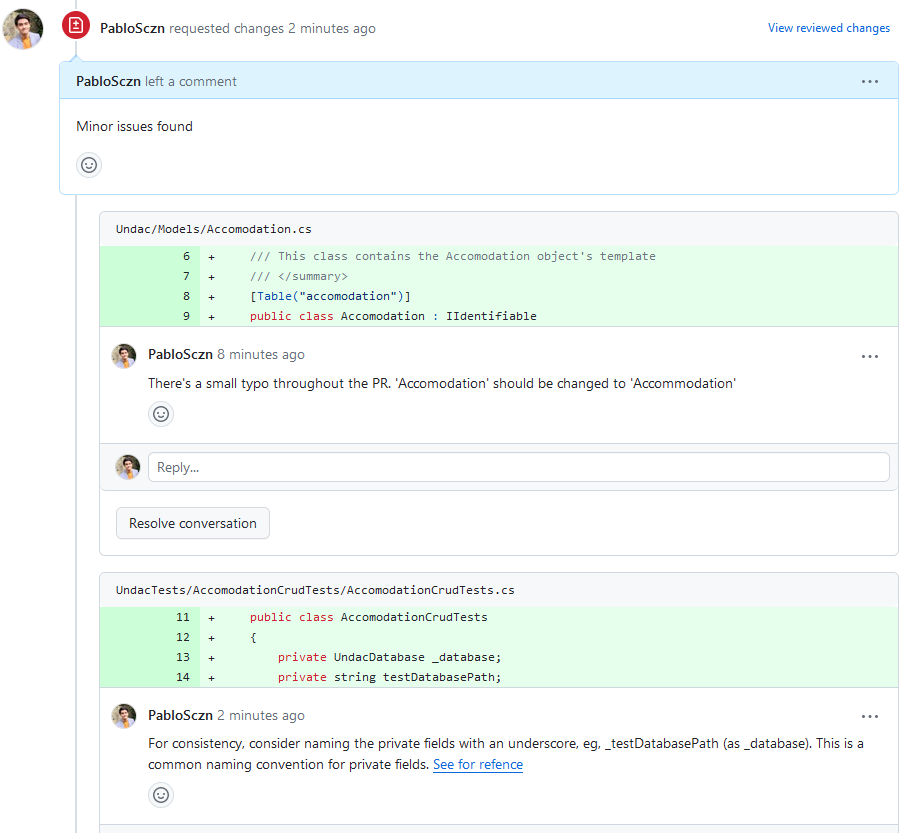 PabloSczn requested changes 2 minutes ago
View reviewed changes
PabloSczn left a comment
Minor issues found
Undac/Models/Accomodation.cs
6 + /// This class contains the Accomodation object's template
7 + /// </summary>
8 + [Table("accomodation")]
9 + public class Accomodation : IIdentifiable
PabloSczn 8 minutes ago
There's a small typo throughout the PR. 'Accomodation' should be changed to 'Accommodation'
Reply...
Resolve conversation
UndacTests/AccomodationCrudTests/AccomodationCrudTests.cs
11 + public class AccomodationCrudTests
12 + {
13 + private UndacDatabase _database;
14 + private string testDatabasePath;
PabloSczn 2 minutes ago
For consistency, consider naming the private fields with an underscore, eg, _testDatabasePath (as _database). This is a
common naming convention for private fields. See for refence